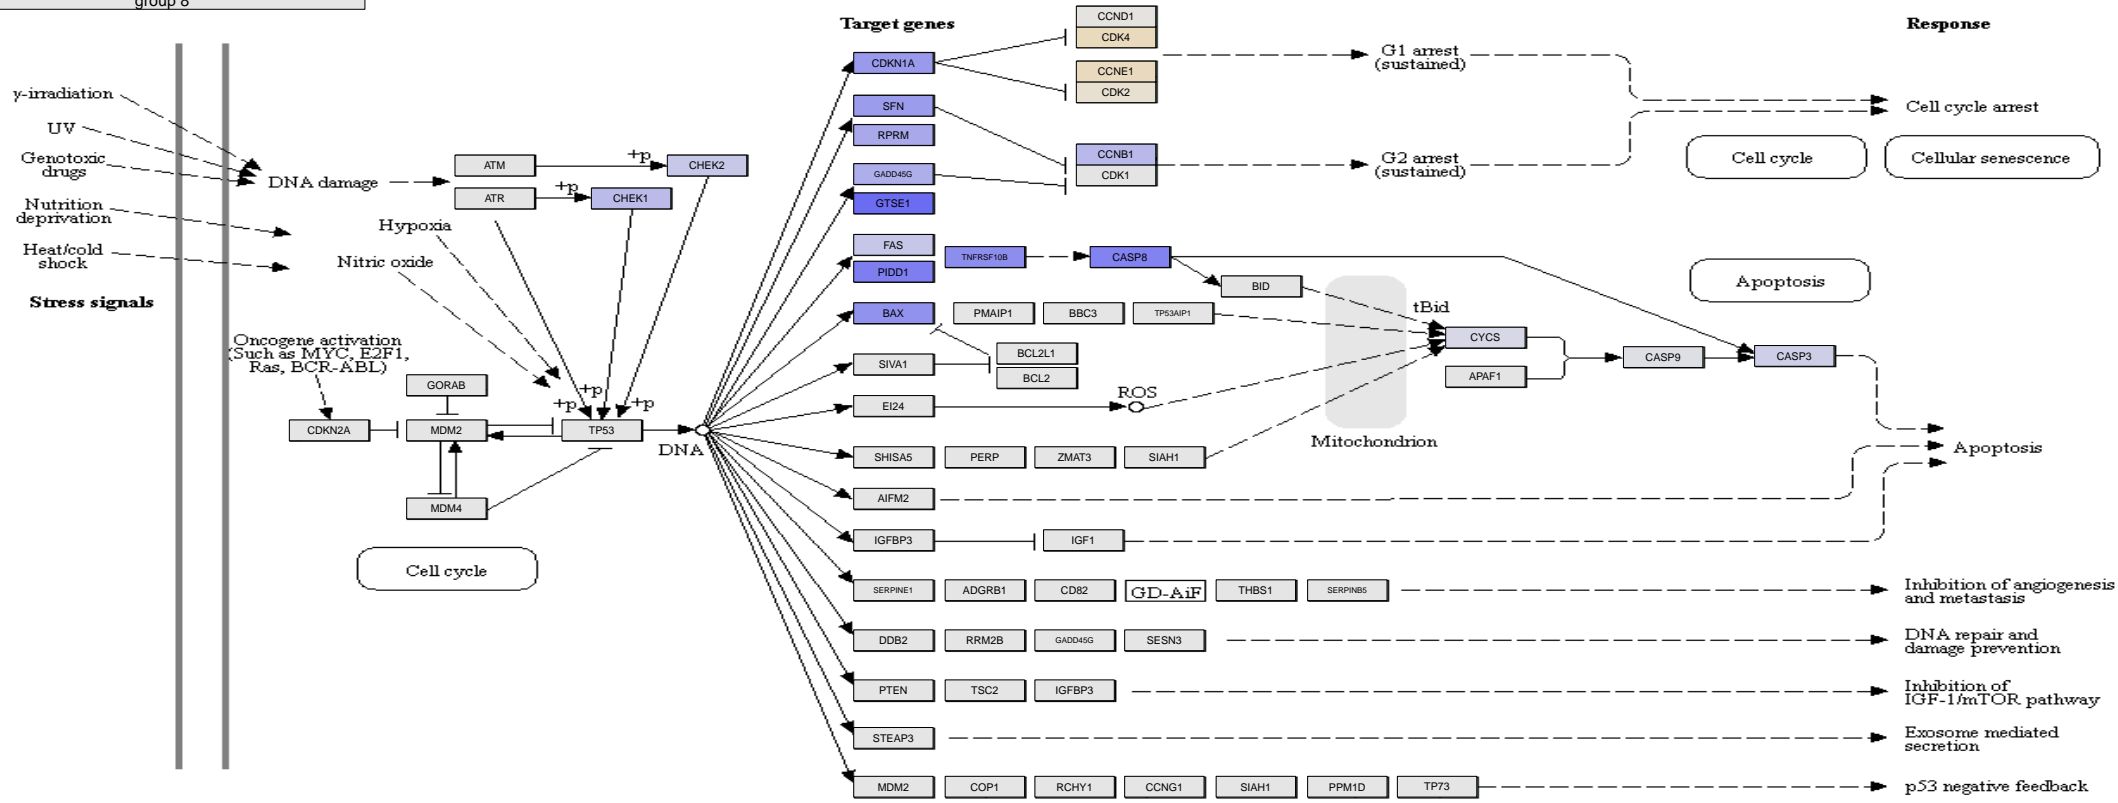 group 8
Target genes
Response
Stress signals
γ-irradiation
UV
Genotoxic
drugs
Nutrition
deprivation
Heat/cold
shock
DNA damage
ATM
ATR
+p
+p
CHEK2
CHEK1
Hypoxia
Nitric oxide
Oncogene activation
(Such as MYC, E2F1,
Ras, BCR-ABL)
GORAB
CDKN2A
MDM2
MDM4
+p
+p
+p
TP53
DNA
Cell cycle
CDKN1A
CCND1
CDK4
CCNE1
CDK2
G1 arrest
(sustained)
SFN
RPRM
GADD45G
GTSE1
CCNB1
CDK1
G2 arrest
(sustained)
Cell cycle arrest
Cell cycle
Cellular senescence
FAS
PIDD1
TNFRSF10B
CASP8
BID
Apoptosis
BAX
PMAIP1
BBC3
TP53AIP1
tBid
CYCS
APAF1
CASP9
CASP3
SIVA1
BCL2L1
BCL2
EI24
ROS
Mitochondrion
SHISA5
PERP
ZMAT3
SIAH1
Apoptosis
AIFM2
IGFBP3
IGF1
SERPINE1
ADGRB1
CD82
GD-AiF
THBS1
SERPINB5
Inhibition of angiogenesis
and metastasis
DDB2
RRM2B
GADD45G
SESN3
DNA repair and
damage prevention
PTEN
TSC2
IGFBP3
Inhibition of
IGF-1/mTOR pathway
STEAP3
Exosome mediated
secretion
MDM2
COP1
RCHY1
CCNG1
SIAH1
PPM1D
TP73
p53 negative feedback